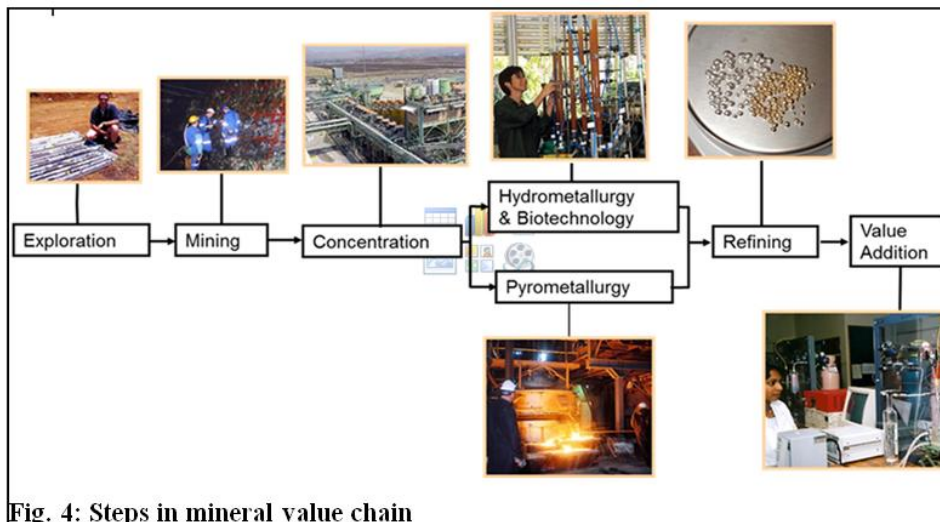 Exploration
Mining
Concentration
Hydrometallurgy
& Biotechnology
Pyrometallurgy
Refining
Value
Addition
Fig. 4: Steps in mineral value chain